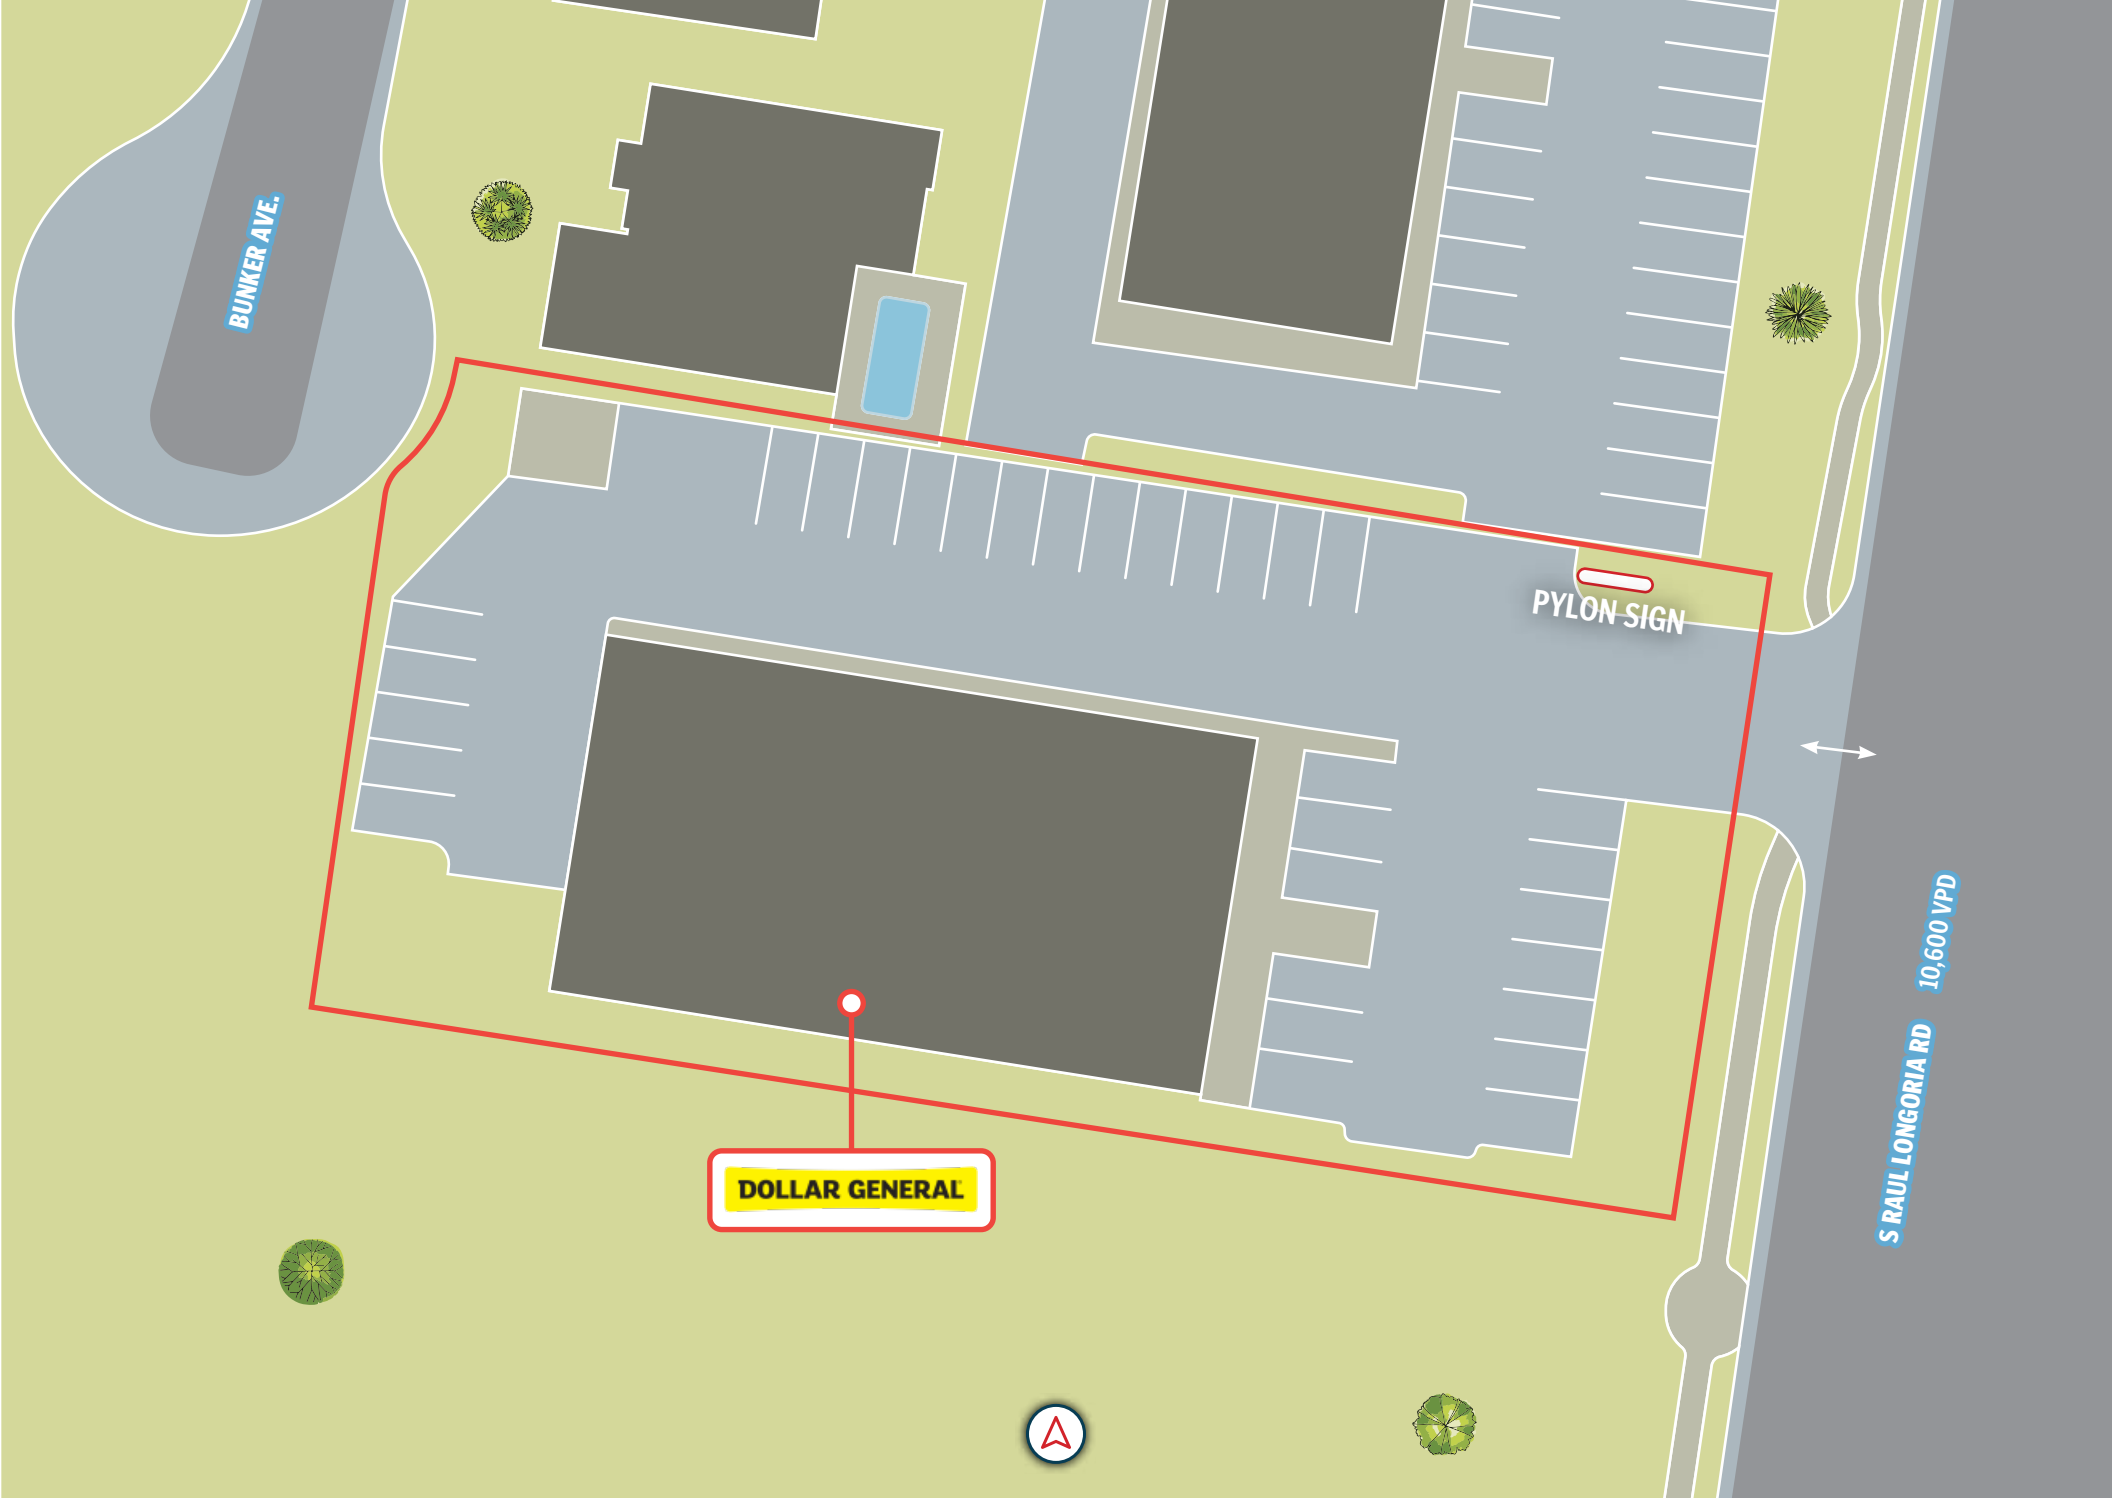 BUNKER AVE.
PYLON SIGN
10,600 VPD
S RAUL LONGORIA RD
DOLLAR GENERAL